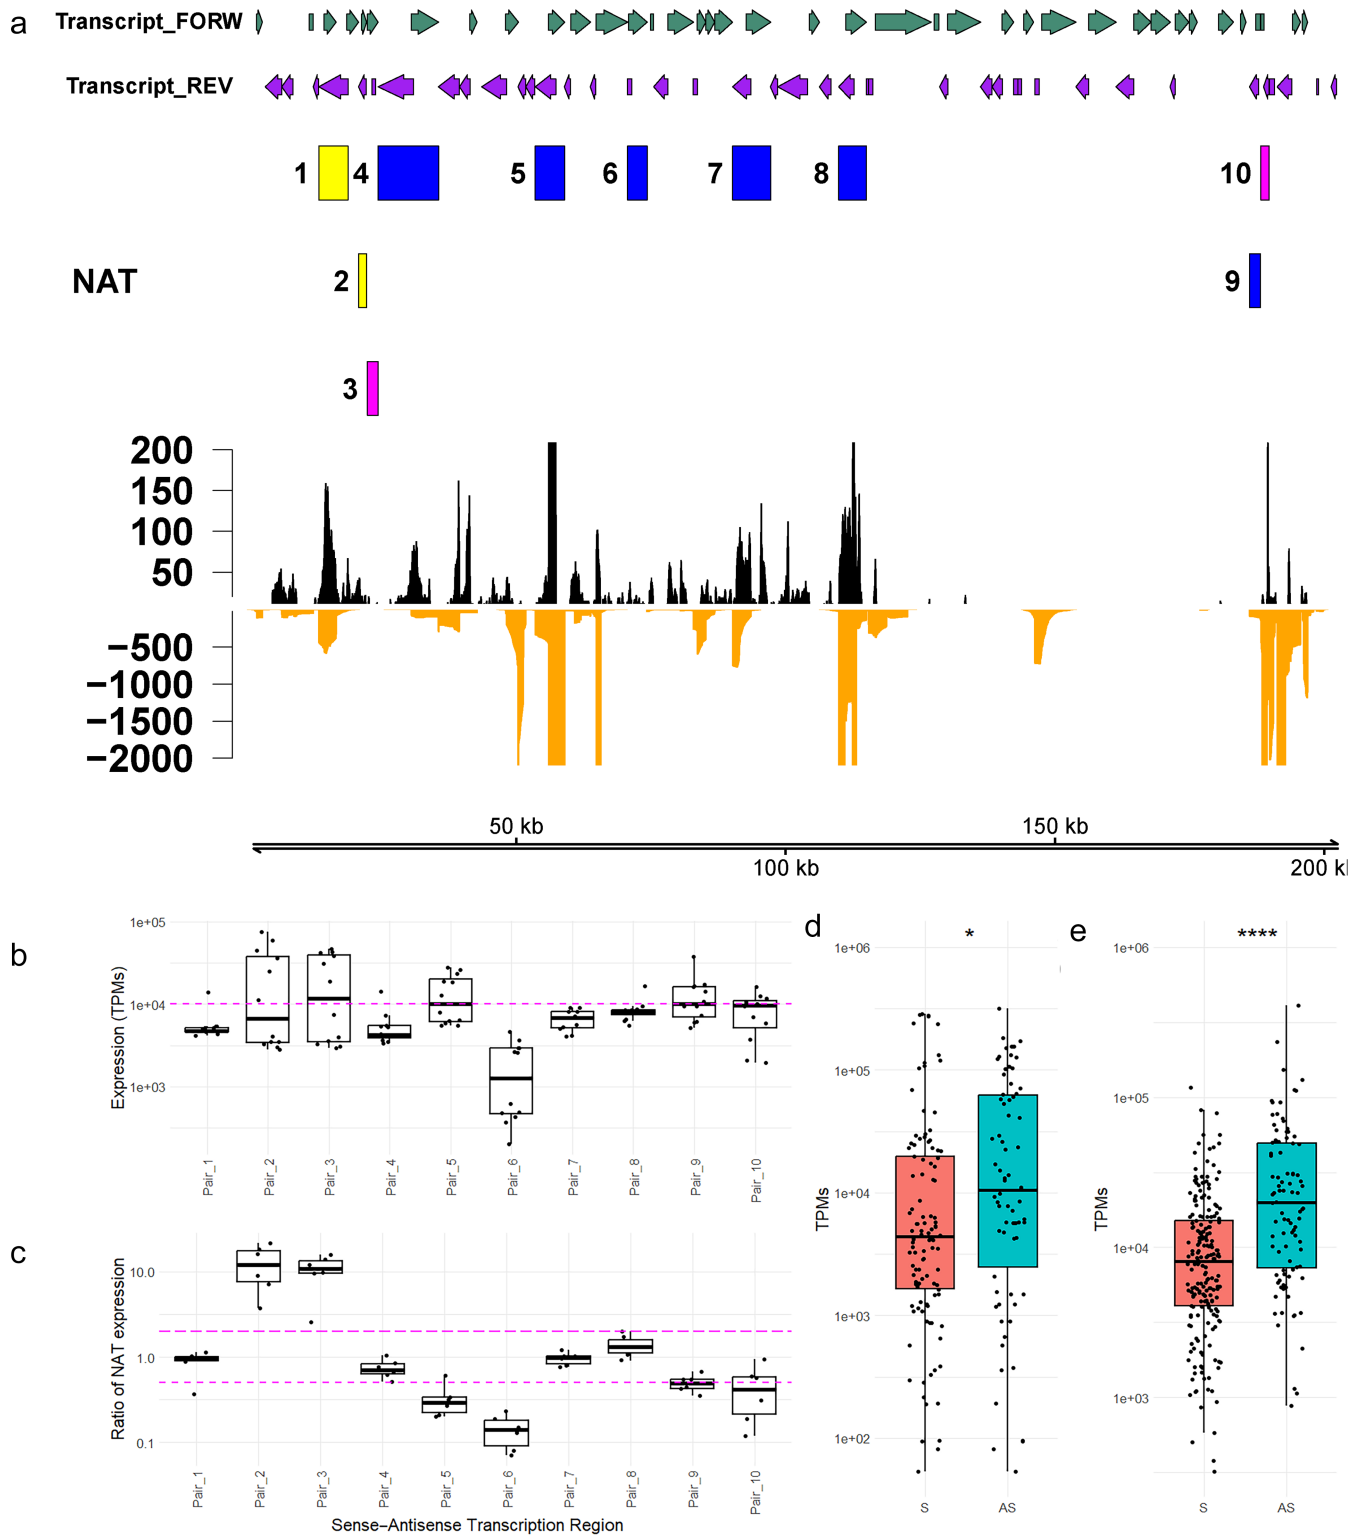 a
Transcript_FORW
Transcript_REV
1
4
5
6
7
8
10
NAT
2
9
3
200
150
100
50
−500
−1000
−1500
−2000
50 kb
150 kb
100 kb
b
Expression (TPMs)
1e+05
1e+04
1e+03
Pair_1
Pair_2
Pair_3
Pair_4
Pair_5
Pair_6
Pair_7
Pair_8
Pair_9
Pair_10
c
Ratio of NAT expression
10.0
1.0
0.1
Pair_1
Pair_2
Pair_3
Pair_4
Pair_5
Pair_6
Pair_7
Pair_8
Pair_9
Pair_10
Sense−Antisense Transcription Region
d
*
TPMs
1e+06
1e+05
1e+04
1e+03
1e+02
S AS
e
****
TPMs
1e+06
1e+05
1e+04
1e+03
S AS